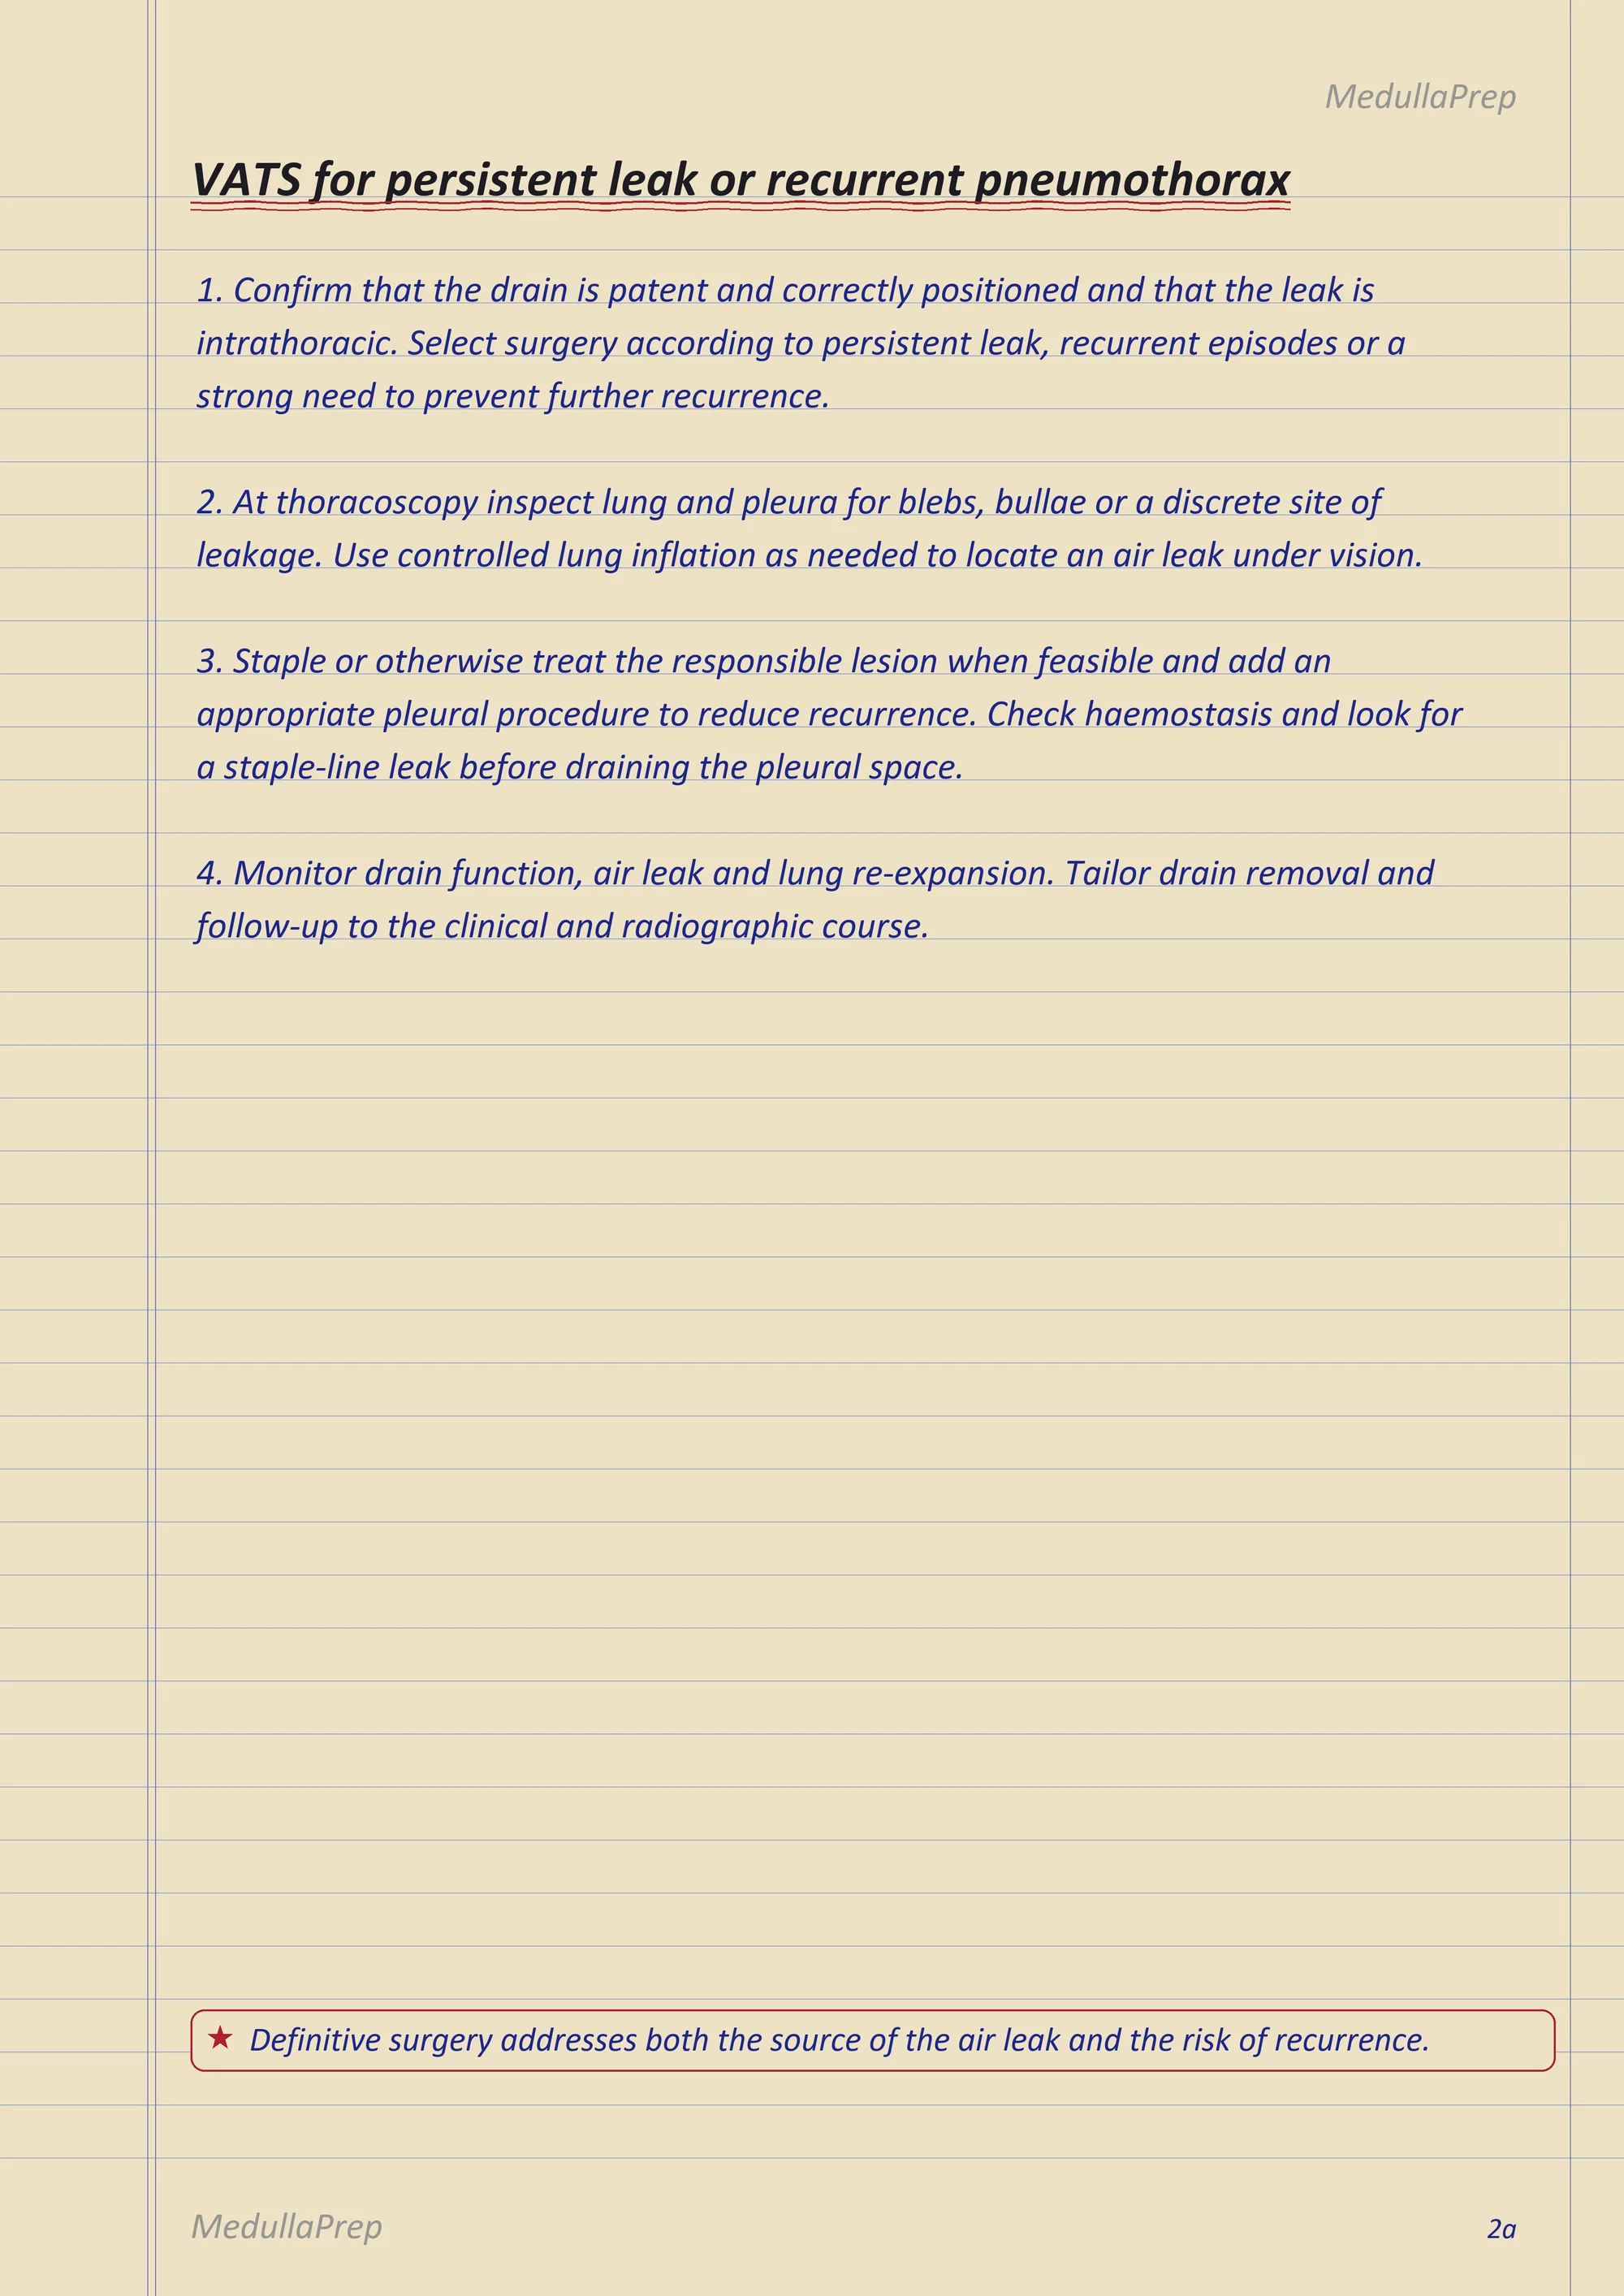 MedullaPrep
VATS for persistent leak or recurrent pneumothorax
1. Confirm that the drain is patent and correctly positioned and that the leak is
intrathoracic. Select surgery according to persistent leak, recurrent episodes or a
strong need to prevent further recurrence.
2. At thoracoscopy inspect lung and pleura for blebs, bullae or a discrete site of
leakage. Use controlled lung inflation as needed to locate an air leak under vision.
3. Staple or otherwise treat the responsible lesion when feasible and add an
appropriate pleural procedure to reduce recurrence. Check haemostasis and look for
a staple-line leak before draining the pleural space.
4. Monitor drain function, air leak and lung re-expansion. Tailor drain removal and
follow-up to the clinical and radiographic course.
★ Definitive surgery addresses both the source of the air leak and the risk of recurrence.
MedullaPrep
2a